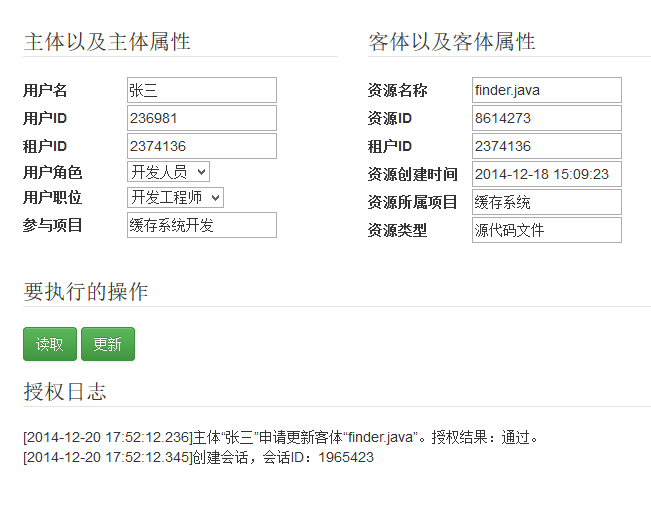 主体以及主体属性
用户名 张三
用户ID 236981
租户ID 2374136
用户角色 开发人员
用户职位 开发工程师
参与项目 缓存系统开发
客体以及客体属性
资源名称 finder.java
资源ID 8614273
租户ID 2374136
资源创建时间 2014-12-18 15:09:23
资源所属项目 缓存系统
资源类型 源代码文件
要执行的操作
读取 更新
授权日志
[2014-12-20 17:52:12.236]主体“张三”申请更新客体“finder.java”。授权结果：通过。
[2014-12-20 17:52:12.345]创建会话，会话ID：1965423